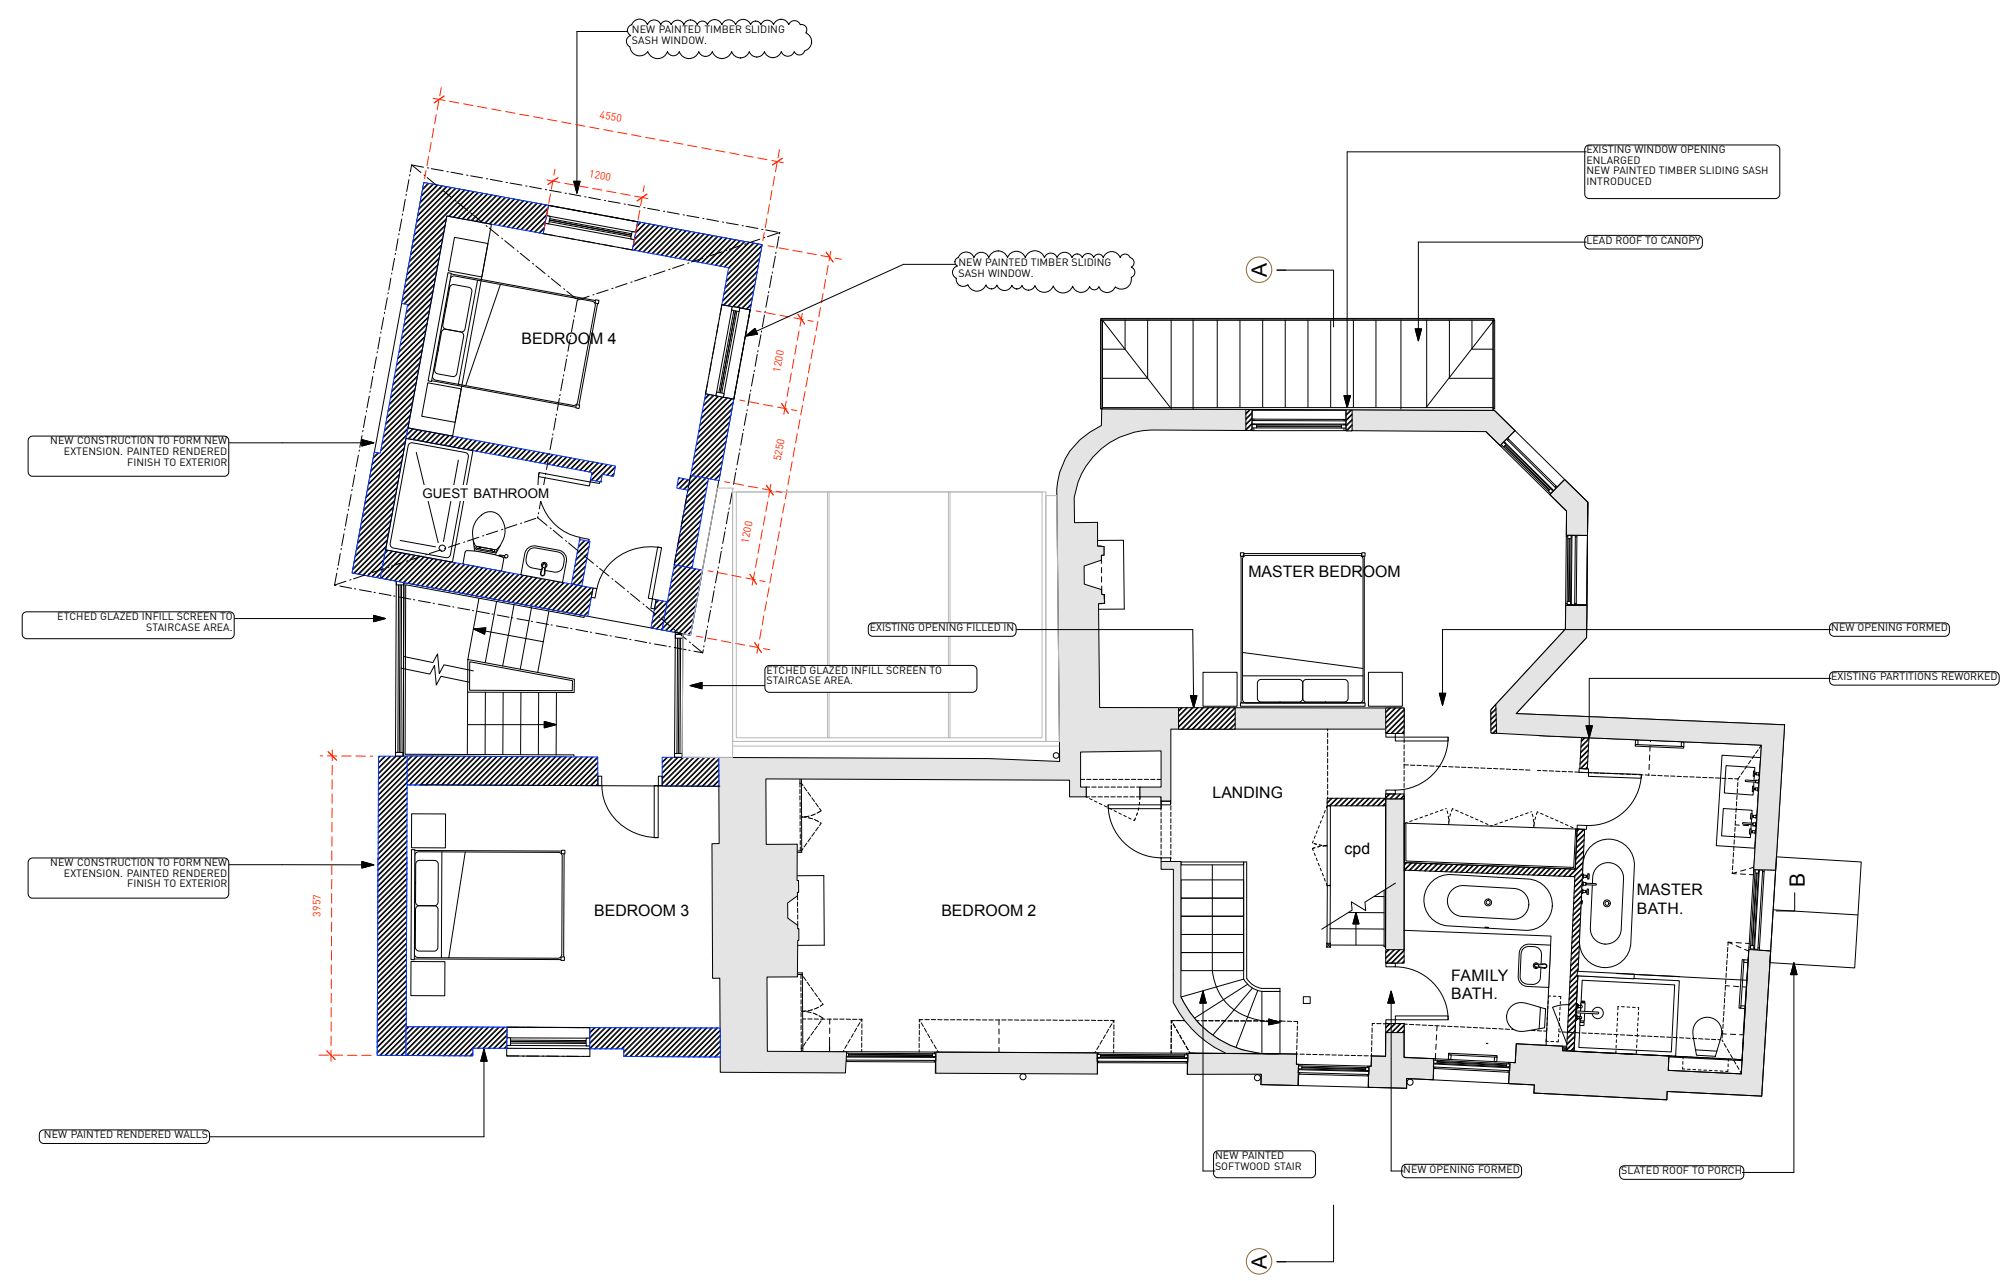 NEW PAINTED TIMBER SLIDING
SASH WINDOW.
4550
1200
EXISTING WINDOW OPENING
ENLARGED
NEW PAINTED TIMBER SLIDING SASH
INTRODUCED
LEAD ROOF TO CANOPY
NEW PAINTED TIMBER SLIDING
SASH WINDOW.
A
BEDROOM 4
1200
NEW CONSTRUCTION TO FORM NEW
EXTENSION. PAINTED RENDERED
FINISH TO EXTERIOR
5250
GUEST BATHROOM
1200
MASTER BEDROOM
ETCHED GLAZED INFILL SCREEN TO
STAIRCASE AREA.
EXISTING OPENING FILLED IN
NEW OPENING FORMED
ETCHED GLAZED INFILL SCREEN TO
STAIRCASE AREA.
EXISTING PARTITIONS REWORKED
LANDING
cpd
NEW CONSTRUCTION TO FORM NEW
EXTENSION. PAINTED RENDERED
FINISH TO EXTERIOR
3957
BEDROOM 3
BEDROOM 2
MASTER
BATH.
B
FAMILY
BATH.
NEW PAINTED RENDERED WALLS
NEW PAINTED
SOFTWOOD STAIR
NEW OPENING FORMED
SLATED ROOF TO PORCH
A